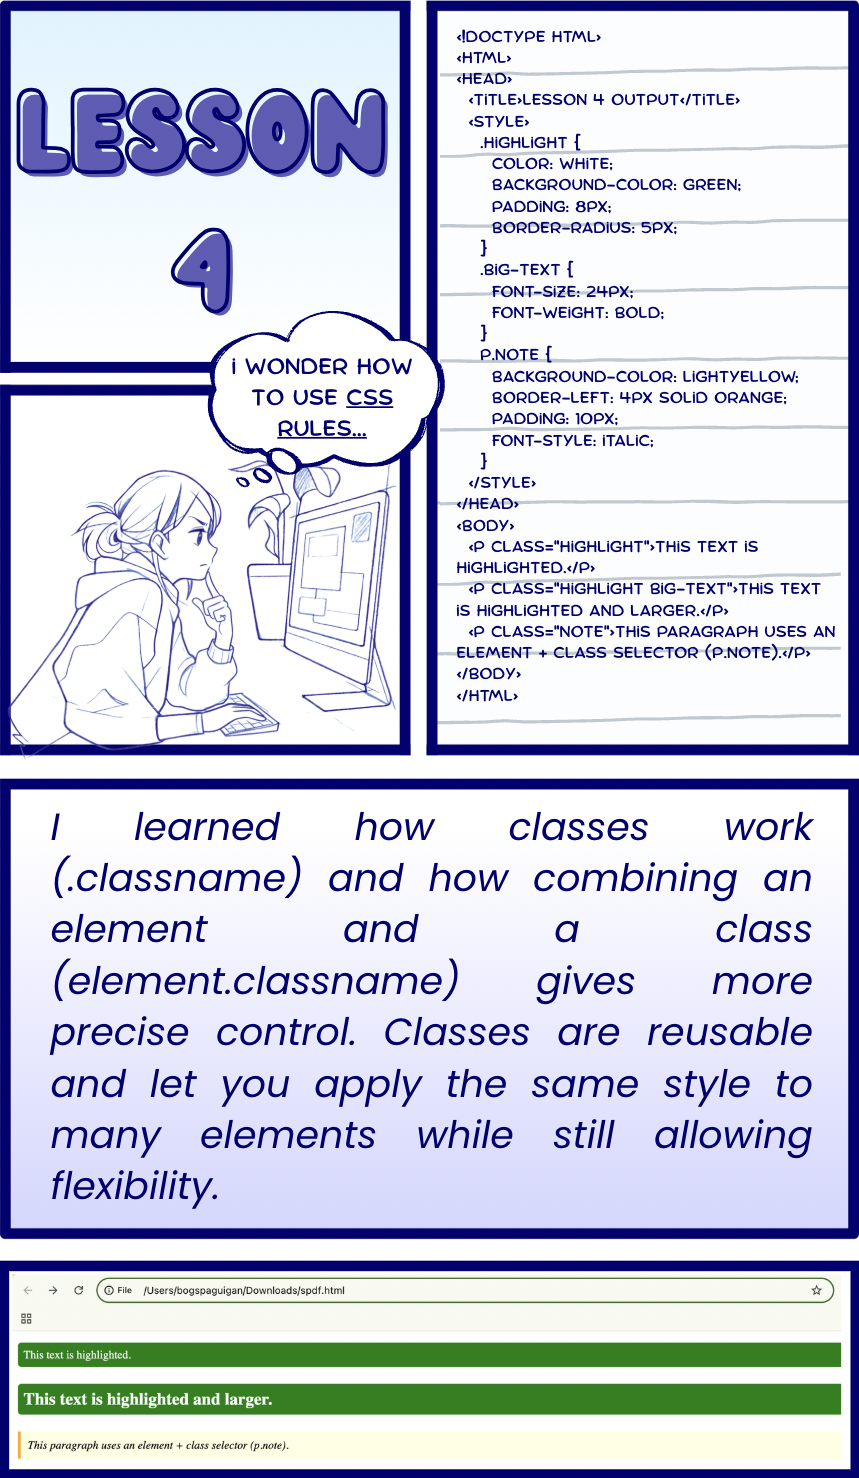 LESSON
4
i WONDER HOW
TO USE CSS
RULES...
<!DOCTYPE HTML>
<HTML>
<HEAD>
<TiTLE>LESSON 4 OUTPUT</TiTLE>
<STYLE>
.HiGHLiGHT {
COLOR: WHiTE;
BACKGROUND-COLOR: GREEN;
PADDiNG: 8PX;
BORDER-RADiUS: 5PX;
}
.BiG-TEXT {
FONT-SiZE: 24PX;
FONT-WEiGHT: BOLD;
}
P.NOTE {
BACKGROUND-COLOR: LiGHTYELLOW;
BORDER-LEFT: 4PX SOLiD ORANGE;
PADDiNG: 10PX;
FONT-STYLE: iTALiC;
}
</STYLE>
</HEAD>
<BODY>
<P CLASS="HiGHLiGHT">THiS TEXT iS
HiGHLiGHTED.</P>
<P CLASS="HiGHLiGHT BiG-TEXT">THiS TEXT
iS HiGHLiGHTED AND LARGER.</P>
<P CLASS="NOTE">THiS PARAGRAPH USES AN
ELEMENT + CLASS SELECTOR (P.NOTE).</P>
</BODY>
</HTML>
I learned how classes work
(.classname) and how combining an
element and a class
(element.classname) gives more
precise control. Classes are reusable
and let you apply the same style to
many elements while still allowing
flexibility.
File /Users/bogspaguigan/Downloads/spdf.html
This text is highlighted.
This text is highlighted and larger.
This paragraph uses an element + class selector (p.note).